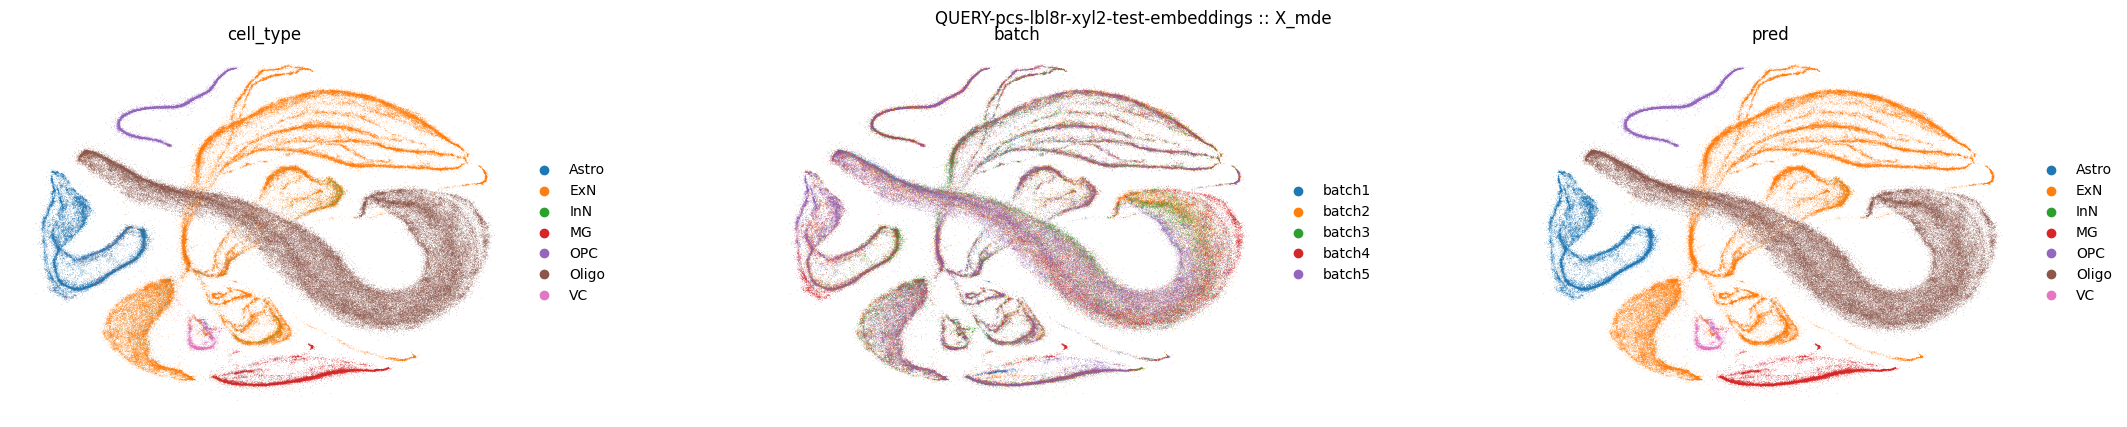 QUERY-pcs-lbl8r-xyl2-test-embeddings :: X_mde
cell_type
Astro
ExN
InN
MG
OPC
Oligo
VC
batch
batch1
batch2
batch3
batch4
batch5
pred
Astro
ExN
InN
MG
OPC
Oligo
VC